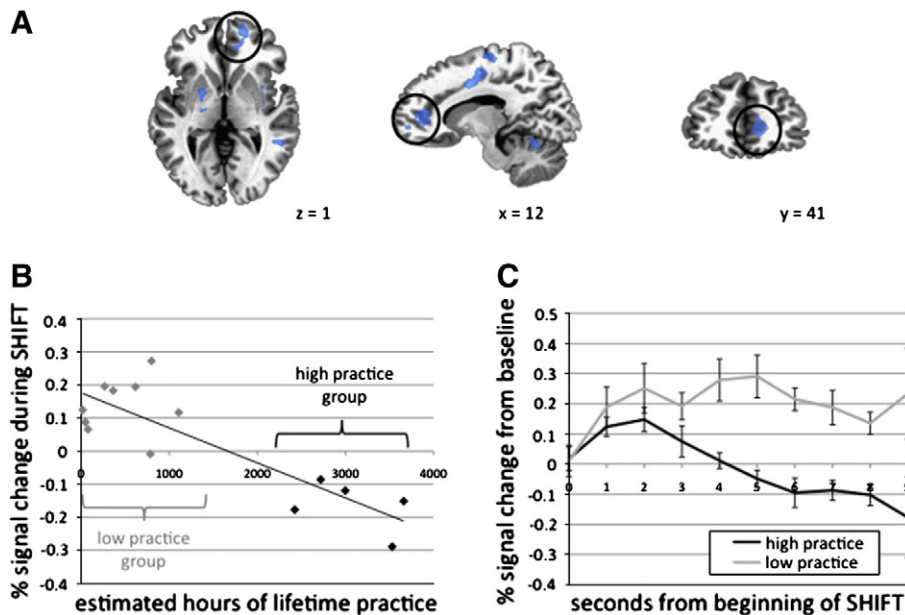 A
z = 1
x = 12
y = 41
B
% signal change during SHIFT
0.4
0.3
0.2
0.1
0
-0.1
-0.2
-0.3
-0.4
0
1000
2000
3000
4000
high practice
group
low practice
group
estimated hours of lifetime practice
C
% signal change from baseline
0.5
0.4
0.3
0.2
0.1
0
-0.1
-0.2
-0.3
-0.4
0
1
2
3
4
5
6
7
8
high practice
low practice
seconds from beginning of SHIFT